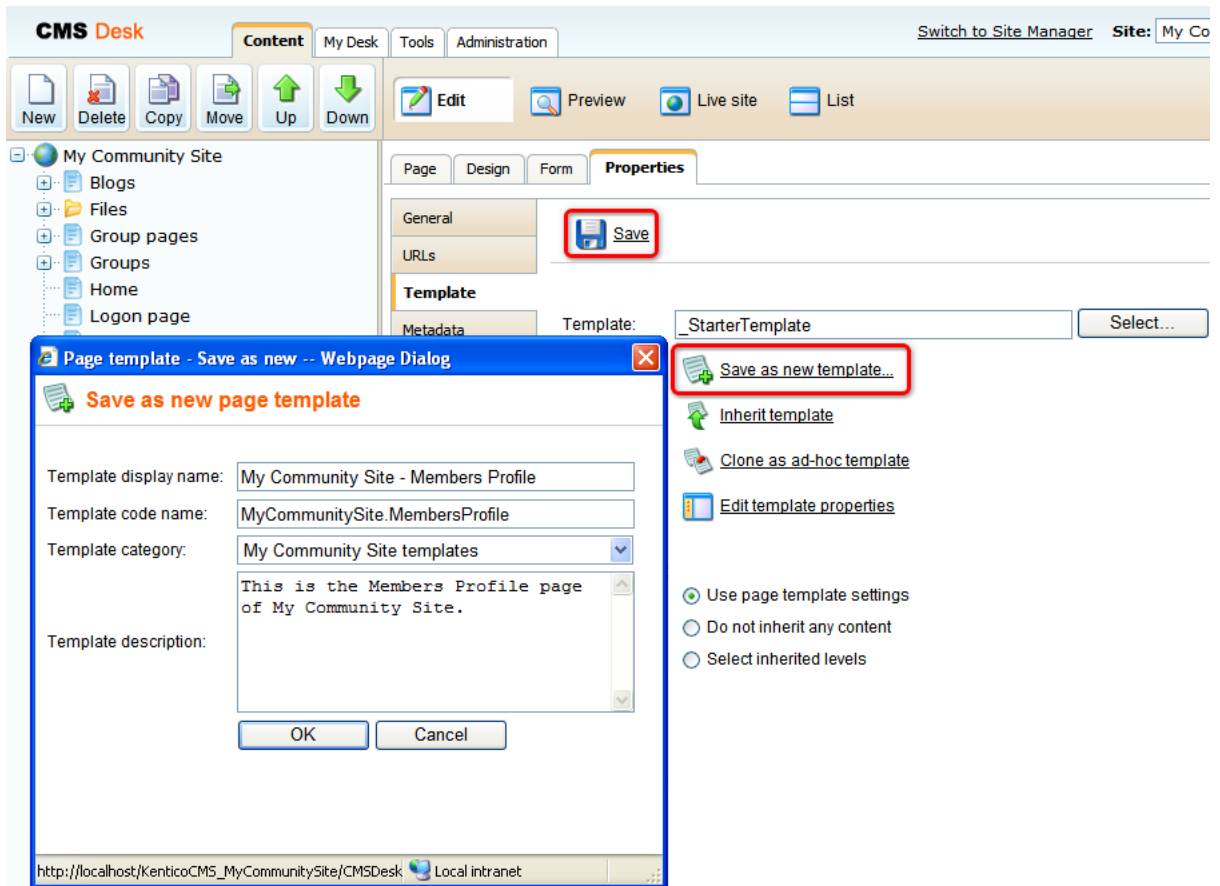 CMS Desk
Content My Desk Tools Administration
Switch to Site Manager Site: My Co
New Delete Copy Move Up Down
Edit Preview Live site List
My Community Site
Blogs
Files
Group pages
Groups
Home
Logon page
Page Design Form Properties
General
URLs
Template
Metadata
Save
Template: _StarterTemplate Select...
Save as new template...
Inherit template
Clone as ad-hoc template
Edit template properties
Use page template settings
Do not inherit any content
Select inherited levels
Page template - Save as new -- Webpage Dialog
Save as new page template
Template display name: My Community Site - Members Profile
Template code name: MyCommunitySite.MembersProfile
Template category: My Community Site templates
Template description:
This is the Members Profile page
of My Community Site.
OK Cancel
http://localhost/KenticoCMS_MyCommunitySite/CMSDesk Local intranet